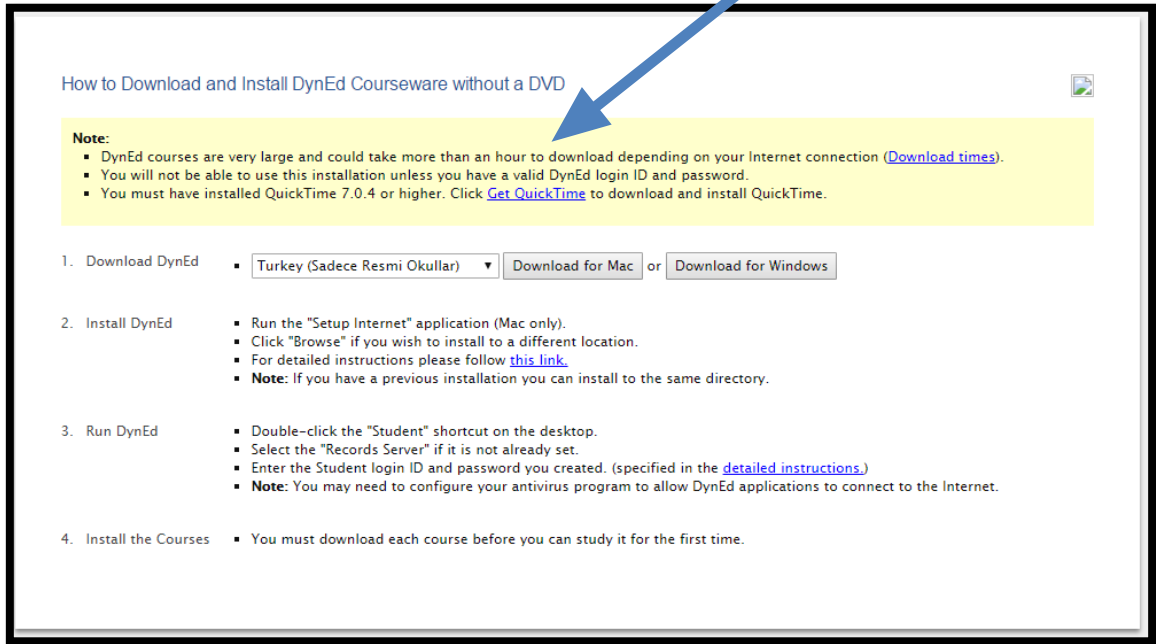 How to Download and Install DynEd Courseware without a DVD
Note:
▪ DynEd courses are very large and could take more than an hour to download depending on your Internet connection (Download times).
▪ You will not be able to use this installation unless you have a valid DynEd login ID and password.
▪ You must have installed QuickTime 7.0.4 or higher. Click Get QuickTime to download and install QuickTime.
1. Download DynEd ▪ Turkey (Sadece Resmi Okullar) ▼ Download for Mac or Download for Windows
2. Install DynEd ▪ Run the "Setup Internet" application (Mac only).
▪ Click "Browse" if you wish to install to a different location.
▪ For detailed instructions please follow this link.
▪ Note: If you have a previous installation you can install to the same directory.
3. Run DynEd ▪ Double-click the "Student" shortcut on the desktop.
▪ Select the "Records Server" if it is not already set.
▪ Enter the Student login ID and password you created. (specified in the detailed instructions.)
▪ Note: You may need to configure your antivirus program to allow DynEd applications to connect to the Internet.
4. Install the Courses ▪ You must download each course before you can study it for the first time.